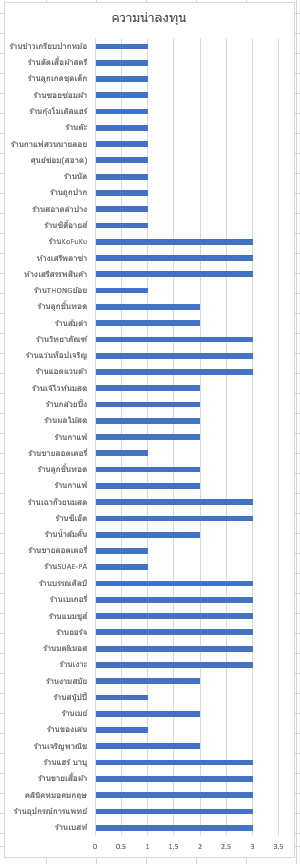 ความน่าลงทุน
ร้านข้าวเกรียบปากหม้อ
ร้านตัดเสื้อผ้าสตรี
ร้านลูกเกดชุดเด็ก
ร้านซอยซ่อมผ้า
ร้านกุ้งโมเดิลแฮร์
ร้านต๊ะ
ร้านกาแฟสวนนายลอย
ศูนย์ซ่อม(สอาด)
ร้านนัด
ร้านถูกปาก
ร้านสอาดลำปาง
ร้านซิตี้อายส์
ร้านKoFuKu
ห้างเสรีพลาซ่า
ห้างเสรีสรรพสินค้า
ร้านTHONGย้อย
ร้านลูกชิ้นทอด
ร้านส้มตำ
ร้านวิทยาภัณฑ์
ร้านแว่นท็อปเจริญ
ร้านแอดแวนด้า
ร้านเจ้ไวทันมสด
ร้านกล้วยปิ้ง
ร้านผลไม้สด
ร้านกาแฟ
ร้านขายลอตเตอรี่
ร้านลูกชิ้นทอด
ร้านกาแฟ
ร้านเฉาก๊วยนมสด
ร้านซีเอ็ด
ร้านน้ำส้มคั้น
ร้านขายลอตเตอรี่
ร้านSUAE-PA
ร้านบรรณศิลป์
ร้านเบเกอรี่
ร้านแบมบูส์
ร้านยอร์จ
ร้านมด&มอส
ร้านเงาะ
ร้านงามสมัย
ร้านสนู๊ปปี้
ร้านเมย์
ร้านของเล่น
ร้านเจริญพาณิช
ร้านแฮร์ มาบุ
ร้านขายเสื้อผ้า
คลินิคหมอคมกฤษ
ร้านอุปกรณ์การแพทย์
ร้านเบสท์
0 0.5 1 1.5 2 2.5 3 3.5